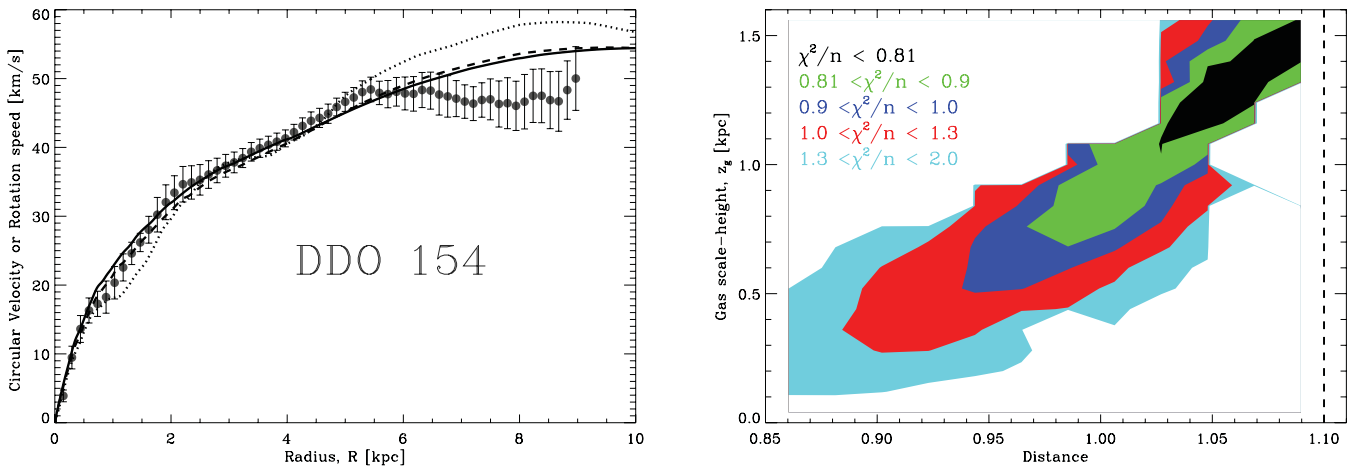 Circular Velocity or Rotation speed [km/s]
60
50
40
30
20
10
0
DDO 154
0 2 4 6 8 10
Radius, R [kpc]
Gas scale-height, z_g [kpc]
1.5
1.0
0.5
0.0
χ²/n < 0.81
0.81 <χ²/n < 0.9
0.9 <χ²/n < 1.0
1.0 <χ²/n < 1.3
1.3 <χ²/n < 2.0
0.85 0.90 0.95 1.00 1.05 1.10
Distance